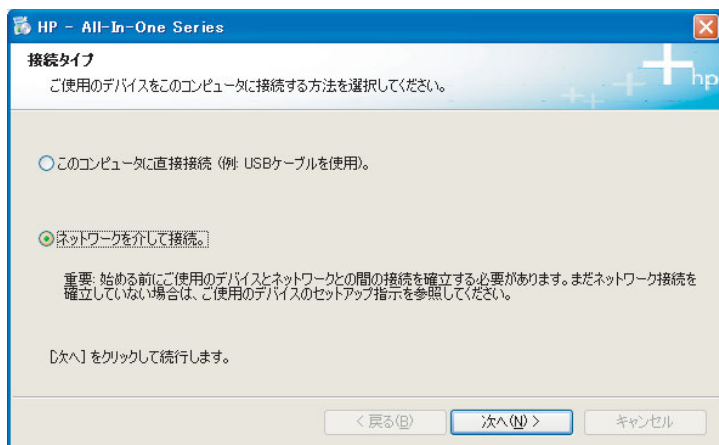 HP - All-In-One Series
接続タイプ
ご使用のデバイスをこのコンピュータに接続する方法を選択してください。
hp
このコンピュータに直接接続 (例: USBケーブルを使用)。
ネットワークを介して接続。
重要: 始める前にご使用のデバイスとネットワークとの間の接続を確立する必要があります。まだネットワーク接続を
確立していない場合は、ご使用のデバイスのセットアップ指示を参照してください。
[次へ] をクリックして続行します。
< 戻る(B)
次へ(N) >
キャンセル